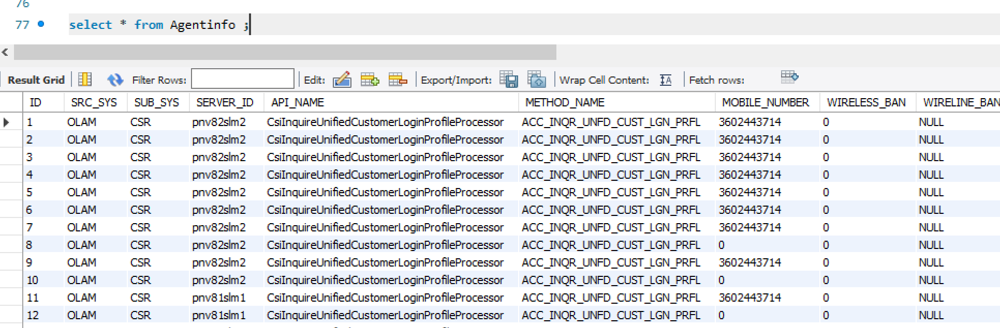 76
77 select * from Agentinfo ;
Result Grid Filter Rows: Edit: Export/Import: Wrap Cell Content: Fetch rows:
ID SRC_SYS SUB_SYS SERVER_ID API_NAME METHOD_NAME MOBILE_NUMBER WIRELESS_BAN WIRELINE_BAN
1 OLAM CSR pnv82slm2 CsiInquireUnifiedCustomerLoginProfileProcessor ACC_INQR_UNFD_CUST_LGN_PRFL 3602443714 0 NULL
2 OLAM CSR pnv82slm2 CsiInquireUnifiedCustomerLoginProfileProcessor ACC_INQR_UNFD_CUST_LGN_PRFL 3602443714 0 NULL
3 OLAM CSR pnv82slm2 CsiInquireUnifiedCustomerLoginProfileProcessor ACC_INQR_UNFD_CUST_LGN_PRFL 3602443714 0 NULL
4 OLAM CSR pnv82slm2 CsiInquireUnifiedCustomerLoginProfileProcessor ACC_INQR_UNFD_CUST_LGN_PRFL 3602443714 0 NULL
5 OLAM CSR pnv82slm2 CsiInquireUnifiedCustomerLoginProfileProcessor ACC_INQR_UNFD_CUST_LGN_PRFL 3602443714 0 NULL
6 OLAM CSR pnv82slm2 CsiInquireUnifiedCustomerLoginProfileProcessor ACC_INQR_UNFD_CUST_LGN_PRFL 3602443714 0 NULL
7 OLAM CSR pnv82slm2 CsiInquireUnifiedCustomerLoginProfileProcessor ACC_INQR_UNFD_CUST_LGN_PRFL 3602443714 0 NULL
8 OLAM CSR pnv82slm2 CsiInquireUnifiedCustomerLoginProfileProcessor ACC_INQR_UNFD_CUST_LGN_PRFL 0 0 NULL
9 OLAM CSR pnv82slm2 CsiInquireUnifiedCustomerLoginProfileProcessor ACC_INQR_UNFD_CUST_LGN_PRFL 3602443714 0 NULL
10 OLAM CSR pnv82slm2 CsiInquireUnifiedCustomerLoginProfileProcessor ACC_INQR_UNFD_CUST_LGN_PRFL 0 0 NULL
11 OLAM CSR pnv81slm1 CsiInquireUnifiedCustomerLoginProfileProcessor ACC_INQR_UNFD_CUST_LGN_PRFL 3602443714 0 NULL
12 OLAM CSR pnv81slm1 CsiInquireUnifiedCustomerLoginProfileProcessor ACC_INQR_UNFD_CUST_LGN_PRFL 0 0 NULL